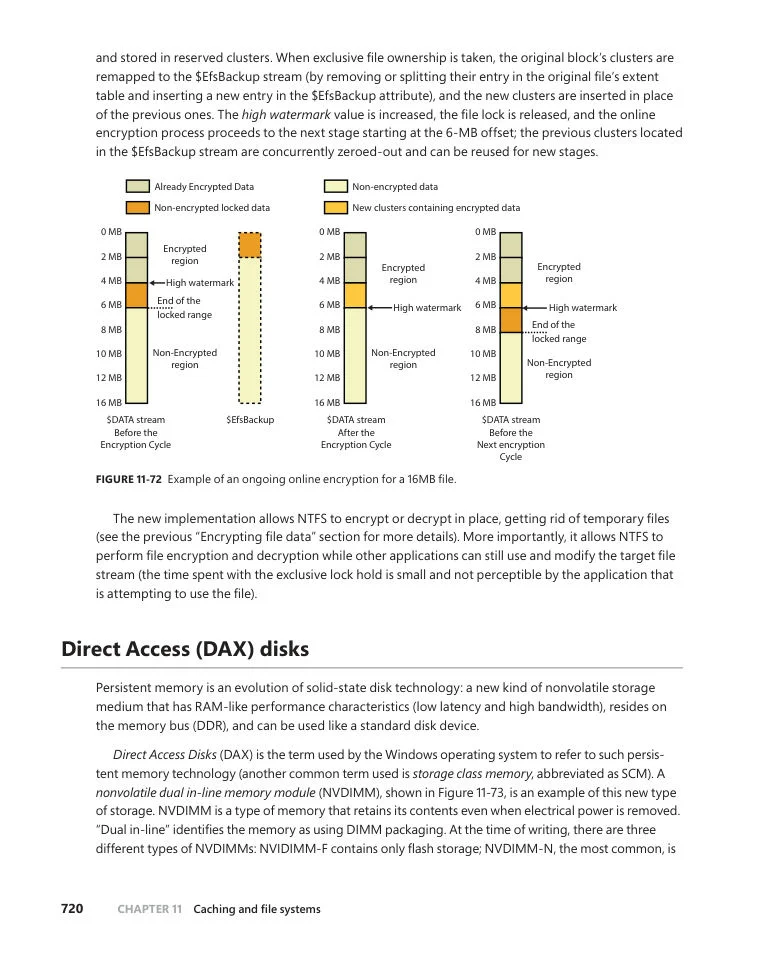 and stored in reserved clusters. When exclusive file ownership is taken, the original block’s clusters are
remapped to the $EfsBackup stream (by removing or splitting their entry in the original file’s extent
table and inserting a new entry in the $EfsBackup attribute), and the new clusters are inserted in place
of the previous ones. The high watermark value is increased, the file lock is released, and the online
encryption process proceeds to the next stage starting at the 6-MB offset; the previous clusters located
in the $EfsBackup stream are concurrently zeroed-out and can be reused for new stages.
Already Encrypted Data
Non-encrypted data
Non-encrypted locked data
New clusters containing encrypted data
0 MB
2 MB
4 MB
6 MB
8 MB
10 MB
12 MB
16 MB
Encrypted
region
High watermark
End of the
locked range
Non-Encrypted
region
$DATA stream
Before the
Encryption Cycle
$EfsBackup
0 MB
2 MB
4 MB
6 MB
8 MB
10 MB
12 MB
16 MB
Encrypted
region
High watermark
Non-Encrypted
region
$DATA stream
After the
Encryption Cycle
0 MB
2 MB
4 MB
6 MB
8 MB
10 MB
12 MB
16 MB
Encrypted
region
High watermark
End of the
locked range
Non-Encrypted
region
$DATA stream
Before the
Next encryption
Cycle
FIGURE 11-72 Example of an ongoing online encryption for a 16MB file.
The new implementation allows NTFS to encrypt or decrypt in place, getting rid of temporary files
(see the previous “Encrypting file data” section for more details). More importantly, it allows NTFS to
perform file encryption and decryption while other applications can still use and modify the target file
stream (the time spent with the exclusive lock hold is small and not perceptible by the application that
is attempting to use the file).
Direct Access (DAX) disks
Persistent memory is an evolution of solid-state disk technology: a new kind of nonvolatile storage
medium that has RAM-like performance characteristics (low latency and high bandwidth), resides on
the memory bus (DDR), and can be used like a standard disk device.
Direct Access Disks (DAX) is the term used by the Windows operating system to refer to such persis-
tent memory technology (another common term used is storage class memory, abbreviated as SCM). A
nonvolatile dual in-line memory module (NVDIMM), shown in Figure 11-73, is an example of this new type
of storage. NVDIMM is a type of memory that retains its contents even when electrical power is removed.
“Dual in-line” identifies the memory as using DIMM packaging. At the time of writing, there are three
different types of NVDIMMs: NVIDIMM-F contains only flash storage; NVDIMM-N, the most common, is
720 CHAPTER 11 Caching and file systems